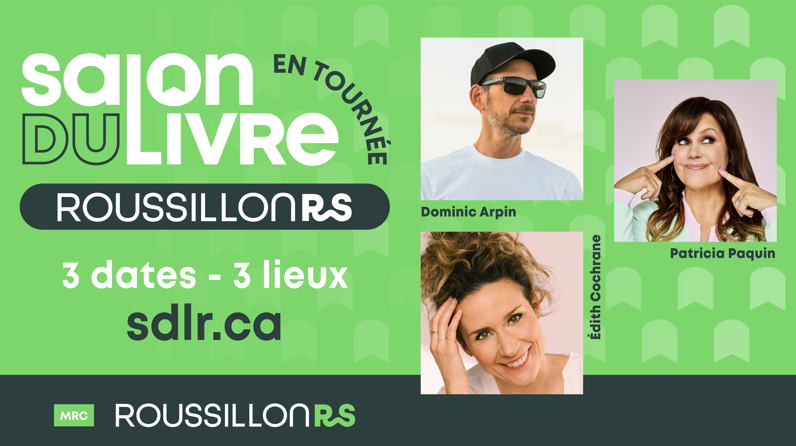 salon
DU LIVRE
EN TOURNÉE
ROUSSILLON RS
3 dates - 3 lieux
sdlr.ca
Dominic Arpin
Patricia Paquin
Édith Cochrane
MRC ROUSSILLON RS